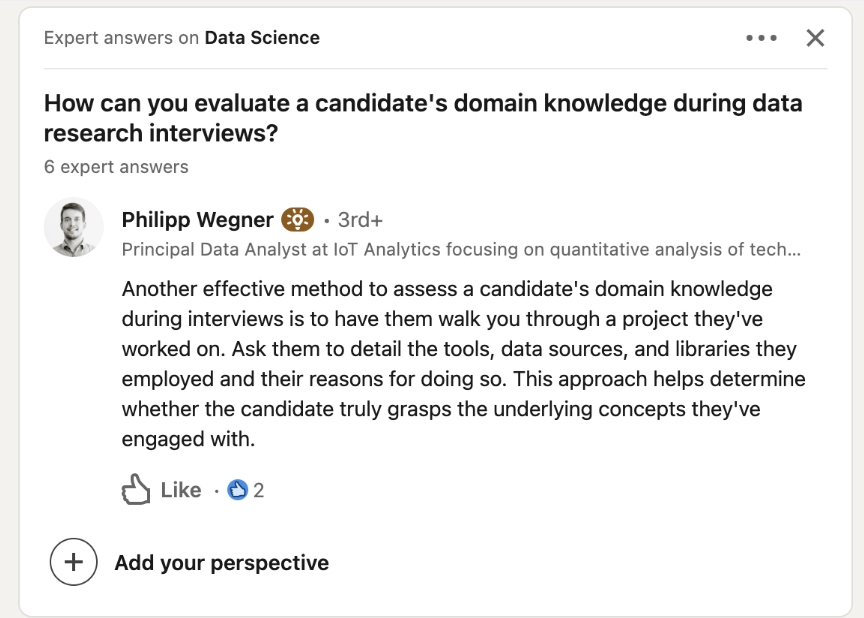 Expert answers on Data Science
How can you evaluate a candidate's domain knowledge during data
research interviews?
6 expert answers
Philipp Wegner · 3rd+
Principal Data Analyst at IoT Analytics focusing on quantitative analysis of tech...
Another effective method to assess a candidate's domain knowledge
during interviews is to have them walk you through a project they've
worked on. Ask them to detail the tools, data sources, and libraries they
employed and their reasons for doing so. This approach helps determine
whether the candidate truly grasps the underlying concepts they've
engaged with.
Like · 2
Add your perspective